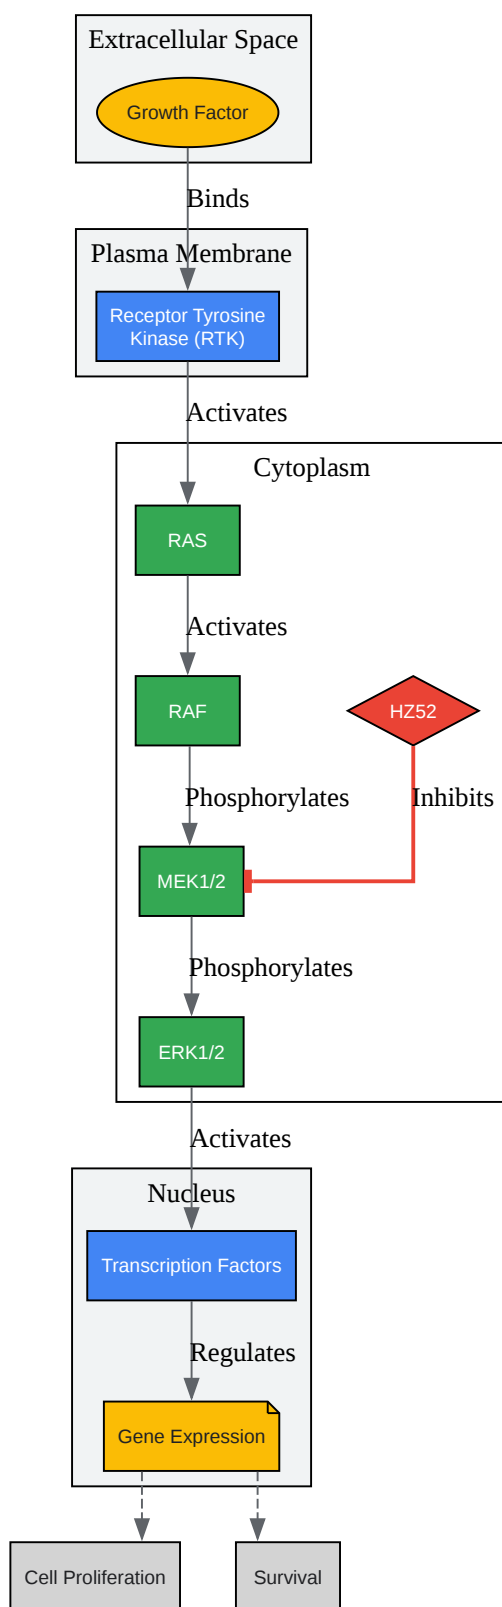 Extracellular Space
Growth Factor
Binds
Plasma Membrane
Receptor Tyrosine
Kinase (RTK)
Activates
Cytoplasm
RAS
Activates
RAF
HZ52
Phosphorylates
Inhibits
MEK1/2
Phosphorylates
ERK1/2
Activates
Nucleus
Transcription Factors
Regulates
Gene Expression
Cell Proliferation
Survival